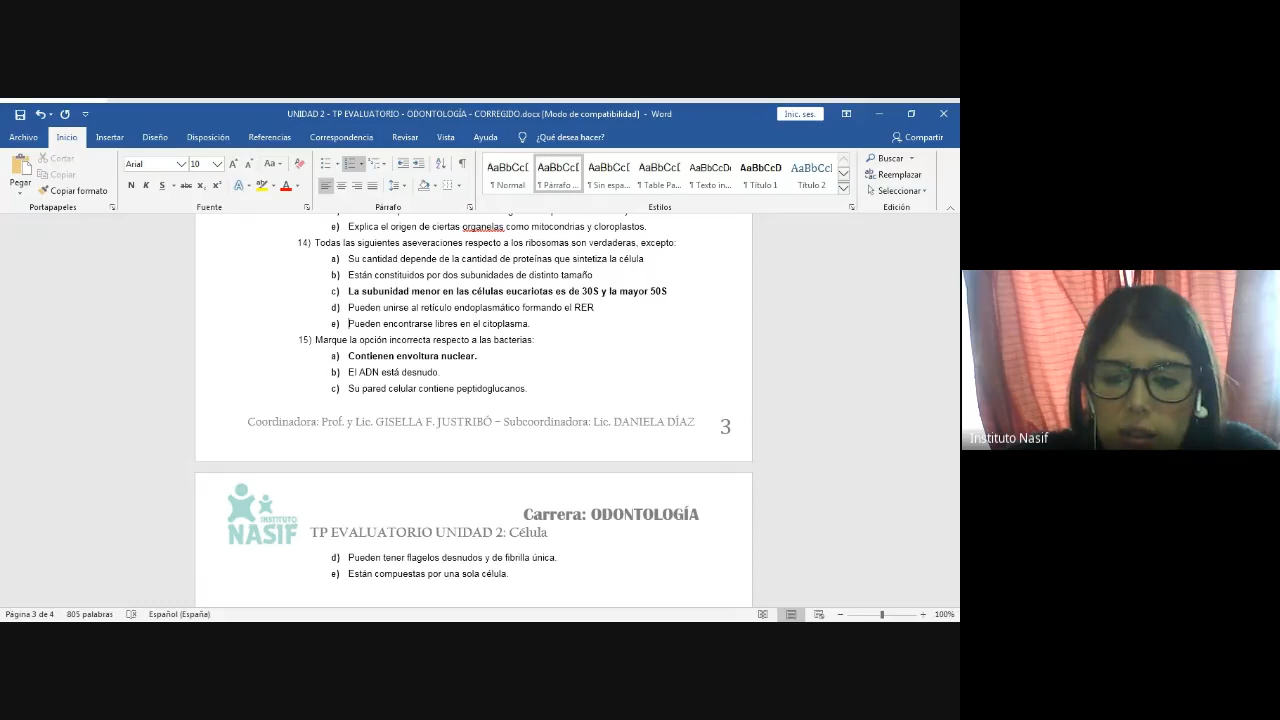 UNIDAD 2 - TP EVALUATORIO - ODONTOLOGÍA - CORREGIDO.docx [Modo de compatibilidad] - Word
Inic. ses.
Archivo Inicio Insertar Diseño Disposición Referencias Correspondencia Revisar Vista Ayuda ¿Qué desea hacer? Compartir
Pegar
Cortar
Copiar
Copiar formato
Arial 10
N K S abc x₂ x²
AaBbCcI AaBbCcI AaBbCcI AaBbCcI AaBbCcD AaBbCcD AaBbCcI
¶ Normal ¶ Párrafo ... ¶ Sin espa... ¶ Table Pa... ¶ Texto in... ¶ Título 1 Título 2
Buscar
Reemplazar
Seleccionar
Portapapeles Fuente Párrafo Estilos Edición
e) Explica el origen de ciertas organelas como mitocondrias y cloroplastos.
14) Todas las siguientes aseveraciones respecto a los ribosomas son verdaderas, excepto:
a) Su cantidad depende de la cantidad de proteínas que sintetiza la célula
b) Están constituidos por dos subunidades de distinto tamaño
c) La subunidad menor en las células eucariotas es de 30S y la mayor 50S
d) Pueden unirse al retículo endoplasmático formando el RER
e) Pueden encontrarse libres en el citoplasma.
15) Marque la opción incorrecta respecto a las bacterias:
a) Contienen envoltura nuclear.
b) El ADN está desnudo.
c) Su pared celular contiene peptidoglucanos.
Coordinadora: Prof. y Lic. GISELLA F. JUSTRIBÓ – Subcoordinadora: Lic. DANIELA DÍAZ 3
INSTITUTO
NASIF
Carrera: ODONTOLOGÍA
TP EVALUATORIO UNIDAD 2: Célula
d) Pueden tener flagelos desnudos y de fibrilla única.
e) Están compuestas por una sola célula.
Página 3 de 4 805 palabras Español (España) 100%
Instituto Nasif